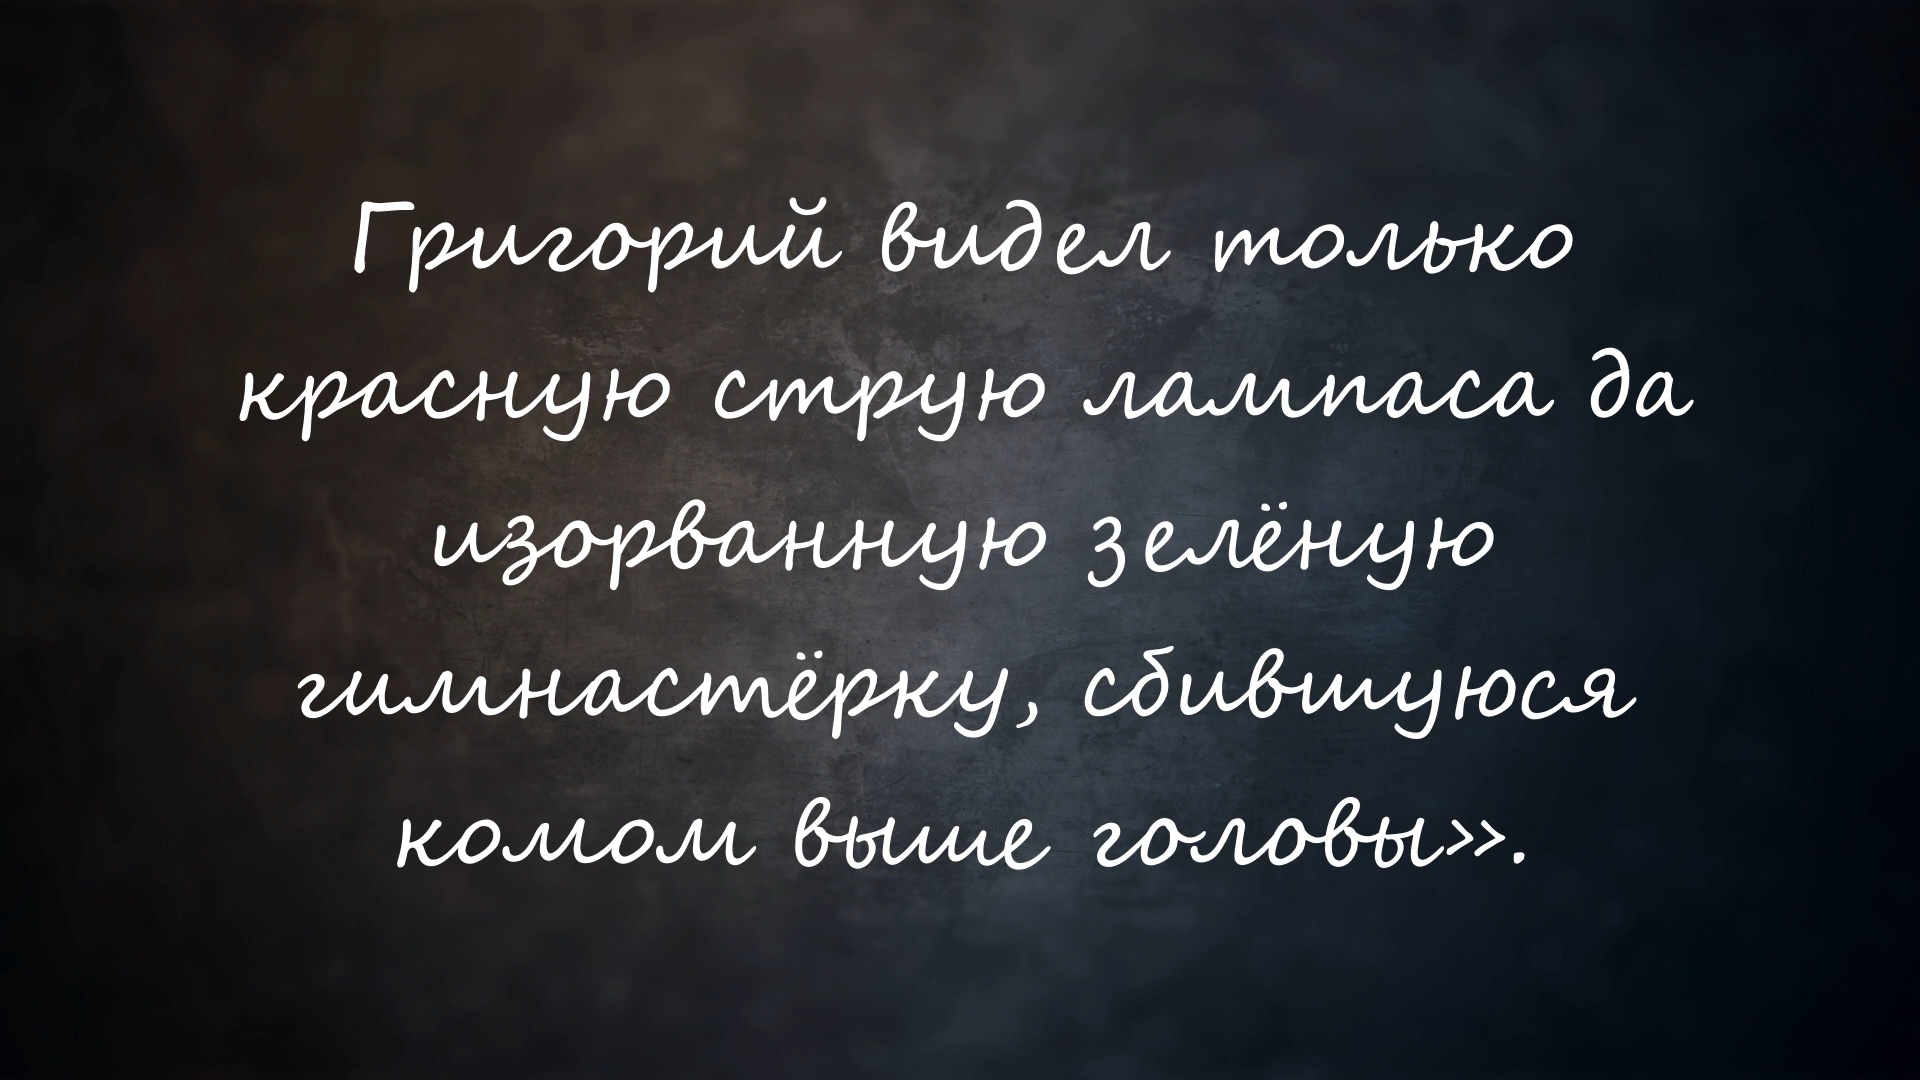 Григорий видел только
красную струю лампаса да
изорванную зелёную
гимнастёрку, сбившуюся
комом выше головы».